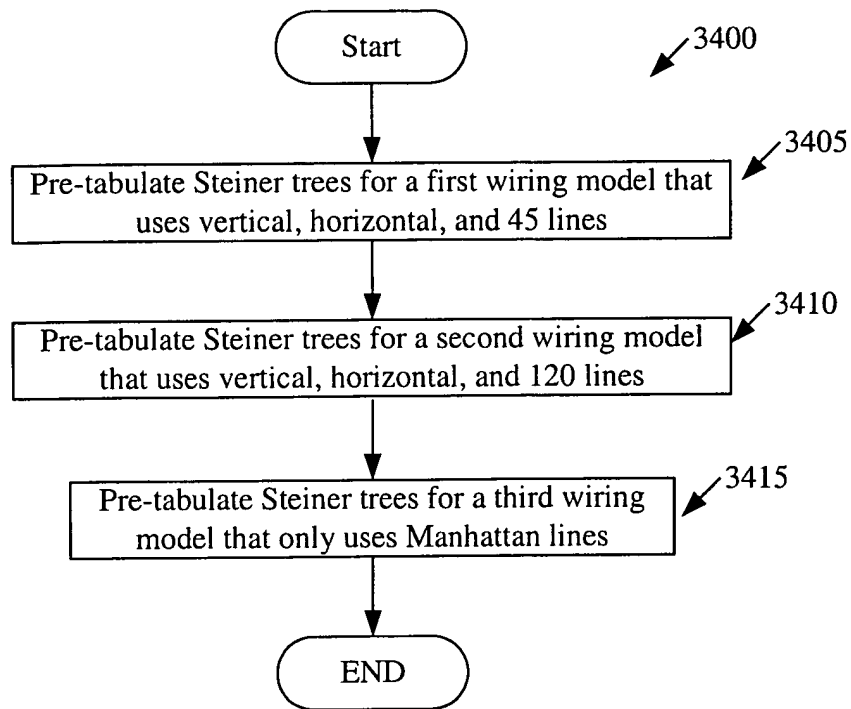 Start
3400
3405
Pre-tabulate Steiner trees for a first wiring model that
uses vertical, horizontal, and 45 lines
3410
Pre-tabulate Steiner trees for a second wiring model
that uses vertical, horizontal, and 120 lines
3415
Pre-tabulate Steiner trees for a third wiring
model that only uses Manhattan lines
END